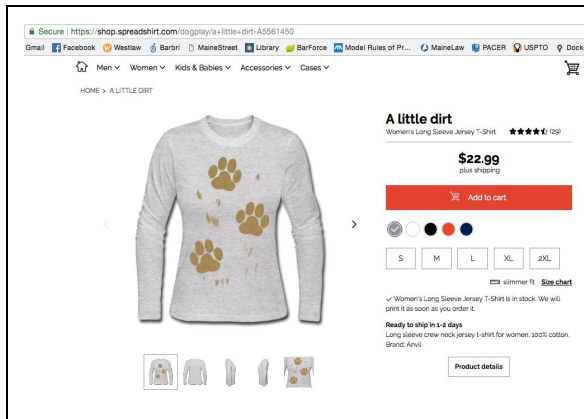 Secure | https://shop.spreadshirt.com/dogplay/a+little+dirt-A5561450
Gmail Facebook Westlaw Barbri MaineStreet Library BarForce Model Rules of Pr... MaineLaw PACER USPTO Docke
Men Women Kids & Babies Accessories Cases
HOME > A LITTLE DIRT
A little dirt
Women's Long Sleeve Jersey T-Shirt (29)
$22.99
plus shipping
Add to cart
S M L XL 2XL
slimmer fit Size chart
✓ Women's Long Sleeve Jersey T-Shirt is in stock. We will
print it as soon as you order it.
Ready to ship in 1-2 days
Long sleeve crew neck jersey t-shirt for women, 100% cotton,
Brand: Anvil
Product details